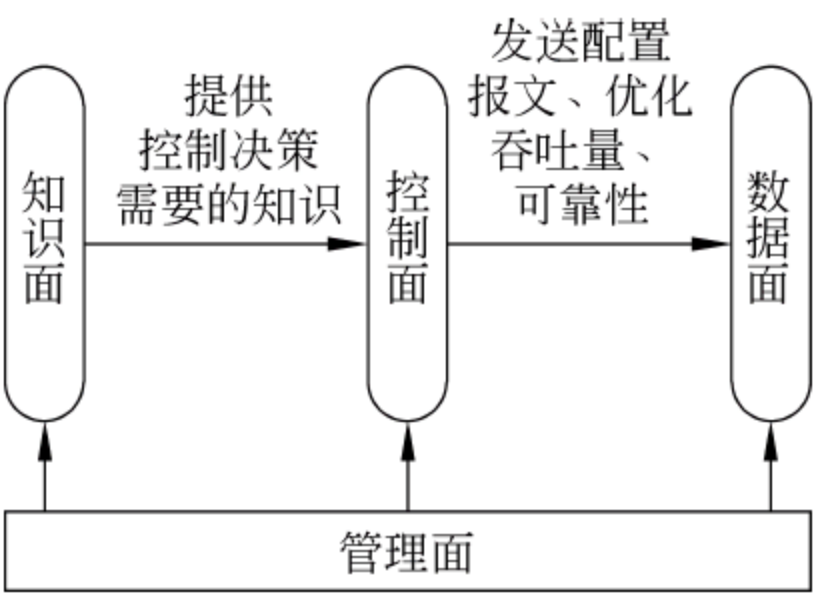 知识面
提供
控制决策
需要的知识
控制面
发送配置
报文、优化
吞吐量、
可靠性
数据面
管理面